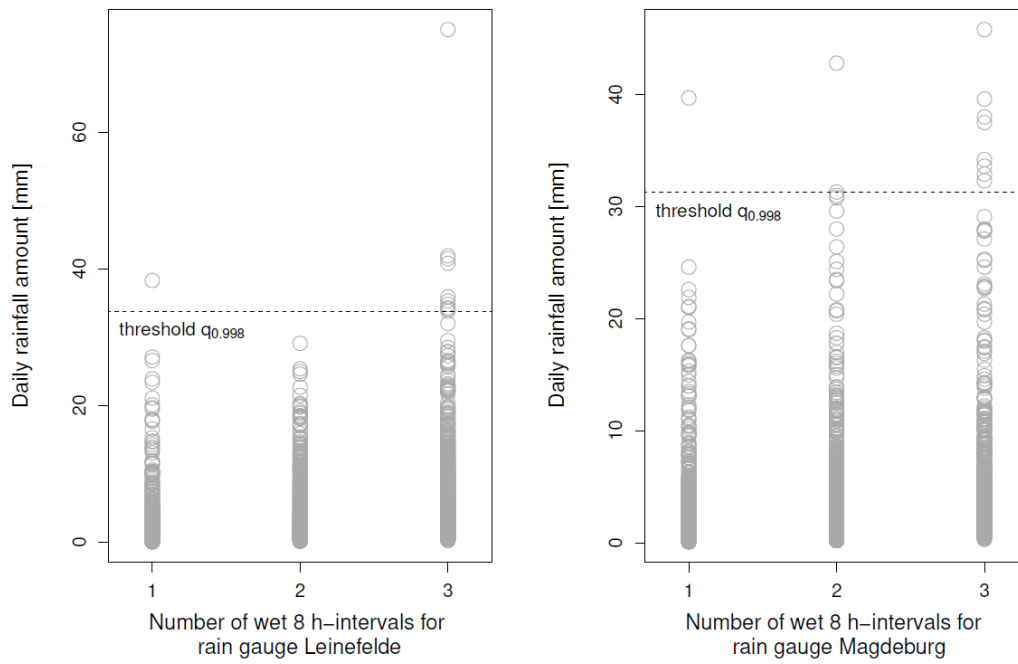 Daily rainfall amount [mm]
60
40
20
0
threshold q0.998
1 2 3
Number of wet 8 h−intervals for
rain gauge Leinefelde
Daily rainfall amount [mm]
40
30
20
10
0
threshold q0.998
1 2 3
Number of wet 8 h−intervals for
rain gauge Magdeburg